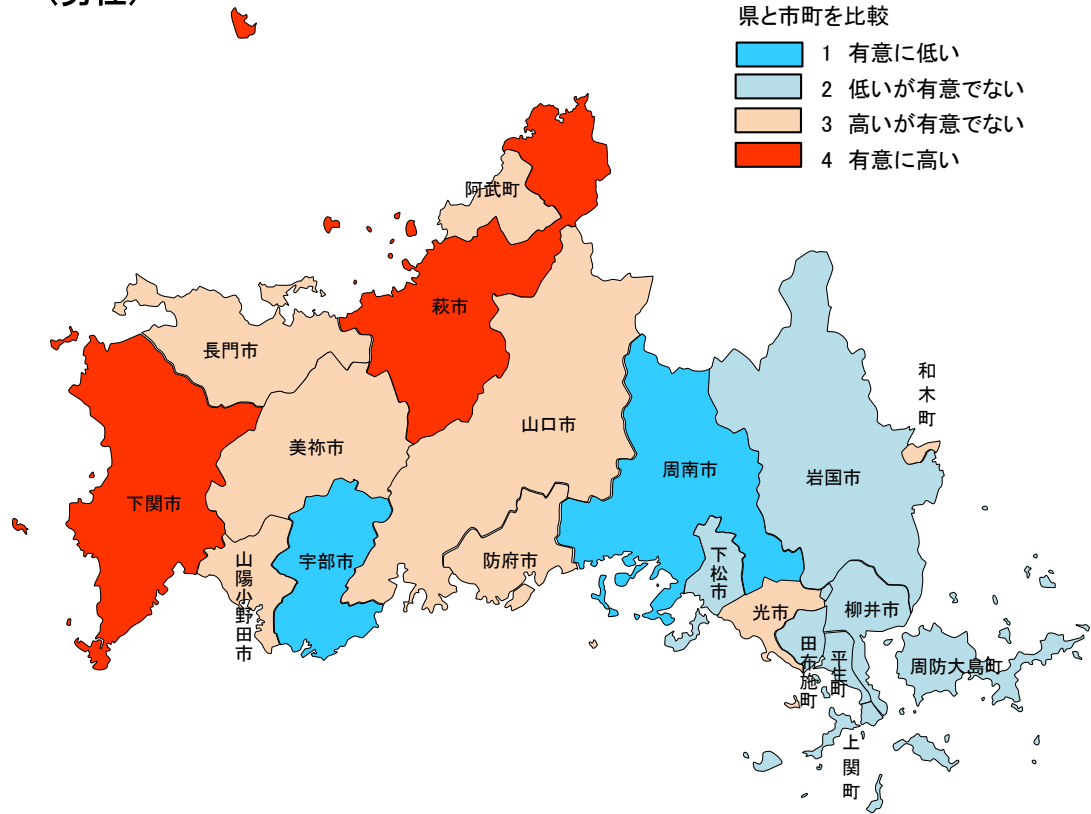 県と市町を比較
1 有意に低い
2 低いが有意でない
3 高いが有意でない
4 有意に高い
阿武町
萩市
長門市
和木町
山口市
美祢市
周南市
岩国市
下関市
宇部市
防府市
山陽小野田市
下松市
光市
柳井市
田布施町
平生町
周防大島町
上関町